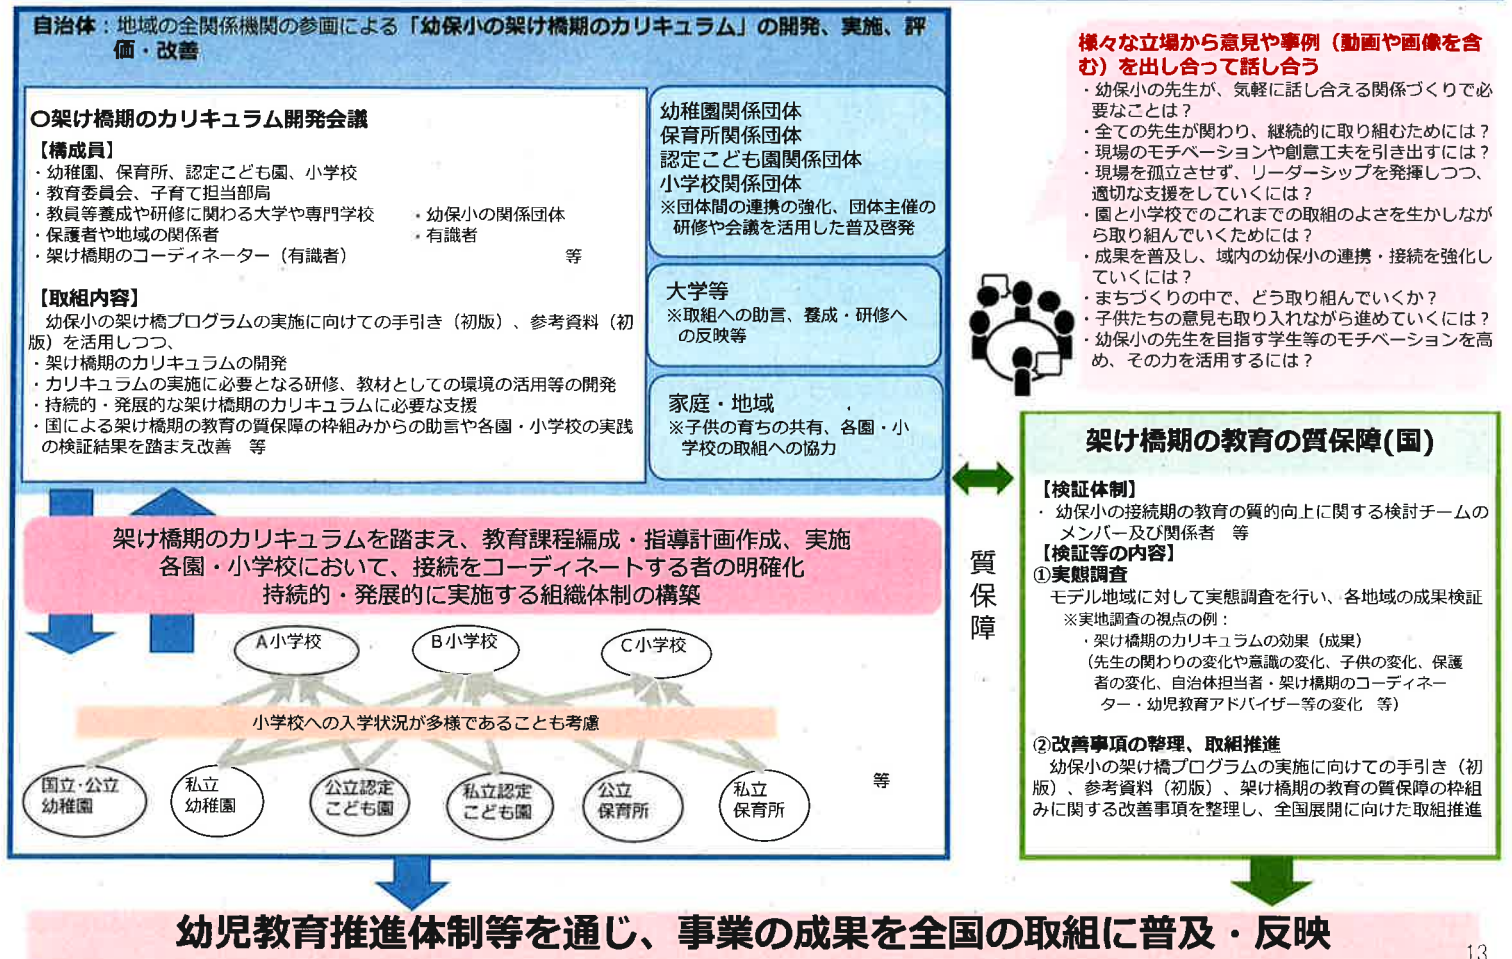 自治体：地域の全関係機関の参画による「幼保小の架け橋期のカリキュラム」の開発、実施、評
価・改善
〇架け橋期のカリキュラム開発会議
【構成員】
・幼稚園、保育所、認定こども園、小学校
・教育委員会、子育て担当部局
・教員等養成や研修に関わる大学や専門学校　・幼保小の関係団体
・保護者や地域の関係者　・有識者
・架け橋期のコーディネーター（有識者）　等
【取組内容】
幼保小の架け橋プログラムの実施に向けての手引き（初版）、参考資料（初
版）を活用しつつ、
・架け橋期のカリキュラムの開発
・カリキュラムの実施に必要となる研修、教材としての環境の活用等の開発
・持続的・発展的な架け橋期のカリキュラムに必要な支援
・国による架け橋期の教育の質保障の枠組みからの助言や各園・小学校の実践
の検証結果を踏まえ改善　等
幼稚園関係団体
保育所関係団体
認定こども園関係団体
小学校関係団体
※団体間の連携の強化、団体主催の
研修や会議を活用した普及啓発
大学等
※取組への助言、養成・研修へ
の反映等
家庭・地域
※子供の育ちの共有、各園・小
学校の取組への協力
架け橋期のカリキュラムを踏まえ、教育課程編成・指導計画作成、実施
各園・小学校において、接続をコーディネートする者の明確化
持続的・発展的に実施する組織体制の構築
A小学校
B小学校
C小学校
小学校への入学状況が多様であることも考慮
国立・公立
幼稚園
私立
幼稚園
公立認定
こども園
私立認定
こども園
公立
保育所
私立
保育所
等
様々な立場から意見や事例（動画や画像を含
む）を出し合って話し合う
・幼保小の先生が、気軽に話し合える関係づくりで必
要なことは？
・全ての先生が関わり、継続的に取り組むためには？
・現場のモチベーションや創意工夫を引き出すには？
・現場を孤立させず、リーダーシップを発揮しつつ、
適切な支援をしていくには？
・園と小学校でのこれまでの取組のよさを生かしなが
ら取り組んでいくためには？
・成果を普及し、域内の幼保小の連携・接続を強化し
ていくには？
・まちづくりの中で、どう取り組んでいくか？
・子供たちの意見も取り入れながら進めていくには？
・幼保小の先生を目指す学生等のモチベーションを高
め、その力を活用するには？
質保障
架け橋期の教育の質保障(国)
【検証体制】
・幼保小の接続期の教育の質的向上に関する検討チームの
メンバー及び関係者　等
【検証等の内容】
①実態調査
モデル地域に対して実態調査を行い、各地域の成果検証
※実地調査の視点の例：
・架け橋期のカリキュラムの効果（成果）
（先生の関わりの変化や意識の変化、子供の変化、保護
者の変化、自治体担当者・架け橋期のコーディネー
ター・幼児教育アドバイザー等の変化　等）
②改善事項の整理、取組推進
幼保小の架け橋プログラムの実施に向けての手引き（初
版）、参考資料（初版）、架け橋期の教育の質保障の枠組
みに関する改善事項を整理し、全国展開に向けた取組推進
幼児教育推進体制等を通じ、事業の成果を全国の取組に普及・反映
13